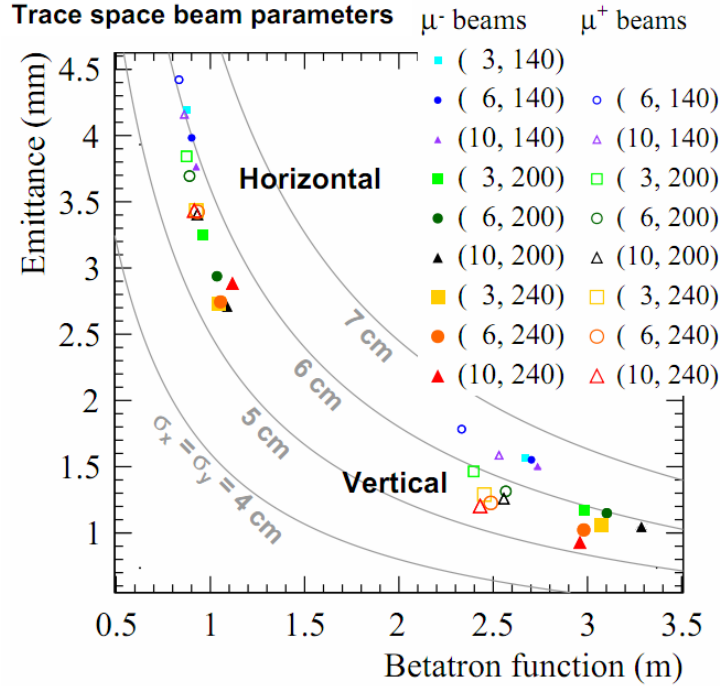 Trace space beam parameters
μ- beams
μ+ beams
( 3, 140)
( 6, 140)
( 6, 140)
(10, 140)
(10, 140)
( 3, 200)
( 3, 200)
( 6, 200)
( 6, 200)
(10, 200)
(10, 200)
( 3, 240)
( 3, 240)
( 6, 240)
( 6, 240)
(10, 240)
(10, 240)
Emittance (mm)
4.5
4
3.5
3
2.5
2
1.5
1
Horizontal
Vertical
7 cm
6 cm
5 cm
σx = σy = 4 cm
0.5
1
1.5
2
2.5
3
3.5
Betatron function (m)